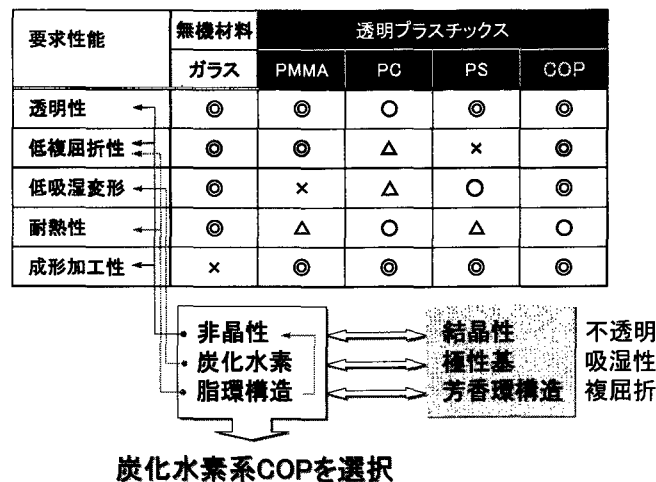 要求性能 無機材料 透明プラスチックス
ガラス PMMA PC PS COP
透明性 ◎ ◎ ○ ◎ ◎
低複屈折性 ◎ ◎ △ × ◎
低吸湿変形 ◎ × △ ○ ◎
耐熱性 ◎ △ ○ △ ○
成形加工性 × ◎ ◎ ◎ ◎
・非晶性 結晶性 不透明
・炭化水素 極性基 吸湿性
・脂環構造 芳香環構造 複屈折
炭化水素系COPを選択